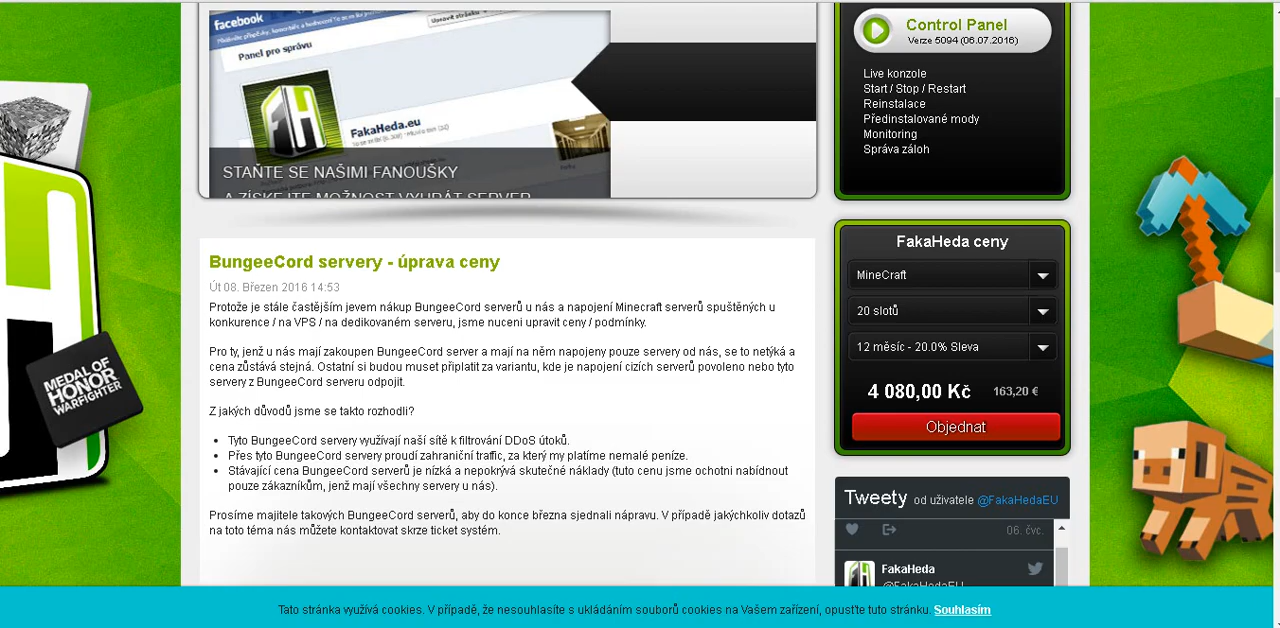 facebook
Upravit stránku
Panel pro správu
FakaHeda.eu
STAŇTE SE NAŠIMI FANOUŠKY
A ZÍSKEJTE MOŽNOST VYHRÁT SERVER
Control Panel
Verze 5094 (06.07.2016)
Live konzole
Start / Stop / Restart
Reinstalace
Předinstalované mody
Monitoring
Správa záloh
MEDAL OF
HONOR
WARFIGHTER
BungeeCord servery - úprava ceny
Út 08. Březen 2016 14:53
Protože je stále častějším jevem nákup BungeeCord serverů u nás a napojení Minecraft serverů spuštěných u
konkurence / na VPS / na dedikovaném serveru, jsme nuceni upravit ceny / podmínky.
Pro ty, jenž u nás mají zakoupen BungeeCord server a mají na něm napojeny pouze servery od nás, se to netýká a
cena zůstává stejná. Ostatní si budou muset připlatit za variantu, kde je napojení cizích serverů povoleno nebo tyto
servery z BungeeCord serveru odpojit.
Z jakých důvodů jsme se takto rozhodli?
Tyto BungeeCord servery využívají naší sítě k filtrování DDoS útoků.
Přes tyto BungeeCord servery proudí zahraniční traffic, za který my platíme nemalé peníze.
Stávající cena BungeeCord serverů je nízká a nepokrývá skutečné náklady (tuto cenu jsme ochotni nabídnout
pouze zákazníkům, jenž mají všechny servery u nás).
Prosíme majitele takových BungeeCord serverů, aby do konce března sjednali nápravu. V případě jakýchkoliv dotazů
na toto téma nás můžete kontaktovat skrze ticket systém.
FakaHeda ceny
MineCraft
20 slotů
12 měsíc - 20.0% Sleva
4 080,00 Kč 163,20 €
Objednat
Tweety od uživatele @FakaHedaEU
06. čvc.
FakaHeda
@FakaHedaEU
Tato stránka využívá cookies. V případě, že nesouhlasíte s ukládáním souborů cookies na Vašem zařízení, opusťte tuto stránku. Souhlasím